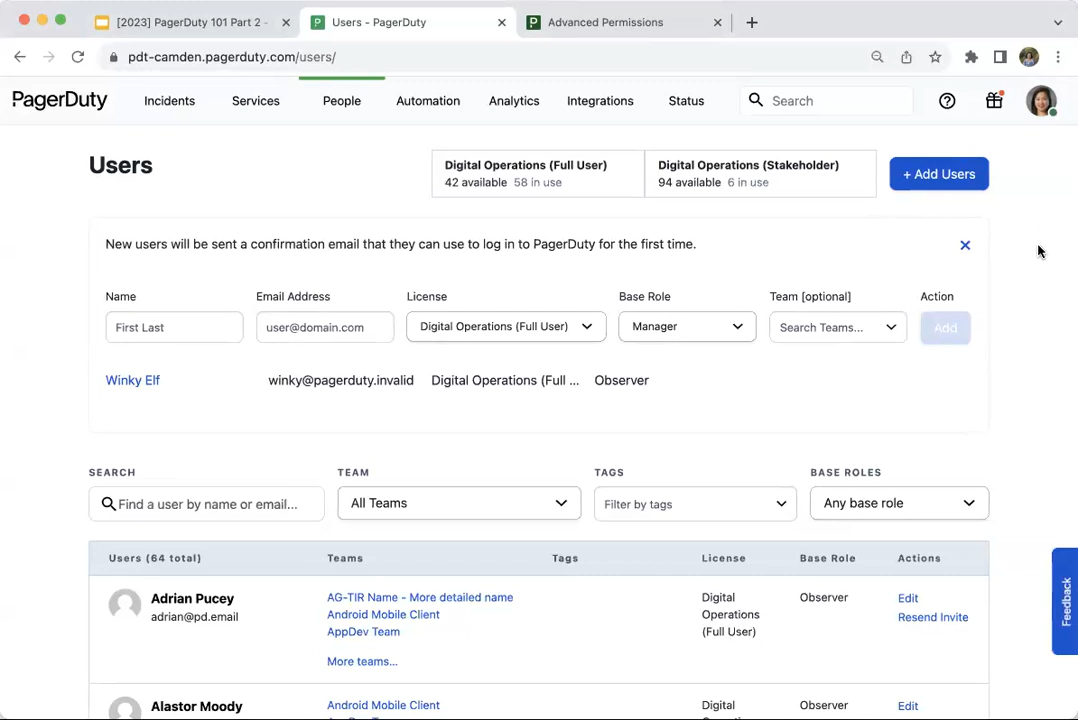 [2023] PagerDuty 101 Part 2 -
Users - PagerDuty
Advanced Permissions
pdt-camden.pagerduty.com/users/
PagerDuty
Incidents
Services
People
Automation
Analytics
Integrations
Status
Search
Users
Digital Operations (Full User)
42 available 58 in use
Digital Operations (Stakeholder)
94 available 6 in use
+ Add Users
New users will be sent a confirmation email that they can use to log in to PagerDuty for the first time.
Name
Email Address
License
Base Role
Team [optional]
Action
First Last
user@domain.com
Digital Operations (Full User)
Manager
Search Teams...
Add
Winky Elf
winky@pagerduty.invalid
Digital Operations (Full ...
Observer
SEARCH
TEAM
TAGS
BASE ROLES
Find a user by name or email...
All Teams
Filter by tags
Any base role
Users (64 total)
Teams
Tags
License
Base Role
Actions
Adrian Pucey
adrian@pd.email
AG-TIR Name - More detailed name
Android Mobile Client
AppDev Team
More teams...
Digital
Operations
(Full User)
Observer
Edit
Resend Invite
Feedback
Alastor Moody
Android Mobile Client
AppDev Team
Digital
Operations
Observer
Edit